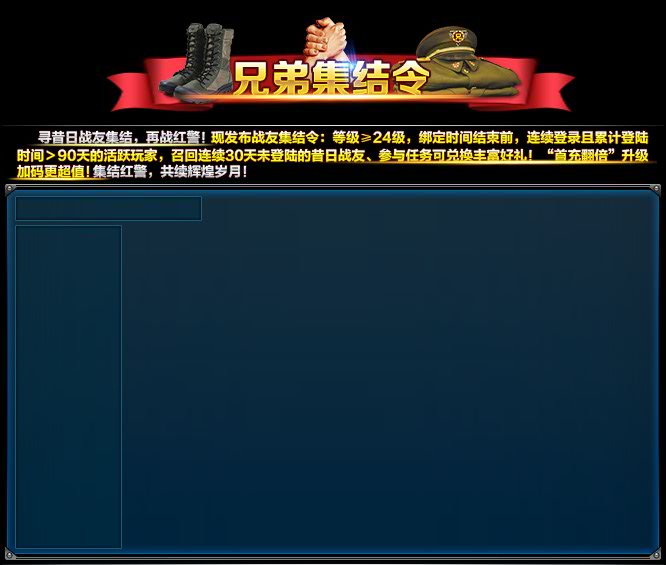 兄弟集结令
寻昔日战友集结，再战红警！现发布战友集结令：等级≥24级，绑定时间结束前，连续登录且累计登陆
时间＞90天的活跃玩家，召回连续30天未登陆的昔日战友、参与任务可兑换丰富好礼！“首充翻倍”升级
加码更超值！集结红警，共续辉煌岁月！